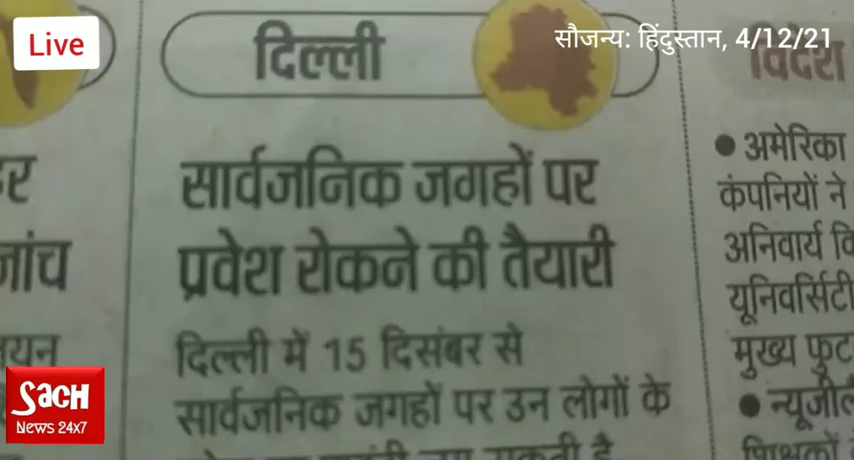 Live
सौजन्य: हिंदुस्तान, 4/12/21
दिल्ली
सार्वजनिक जगहों पर
प्रवेश रोकने की तैयारी
दिल्ली में 15 दिसंबर से
सार्वजनिक जगहों पर उन लोगों के
विदेश
● अमेरिका
कंपनियों ने
अनिवार्य
यूनिवर्सिटी
मुख्य
जांच
SACH
News 24x7